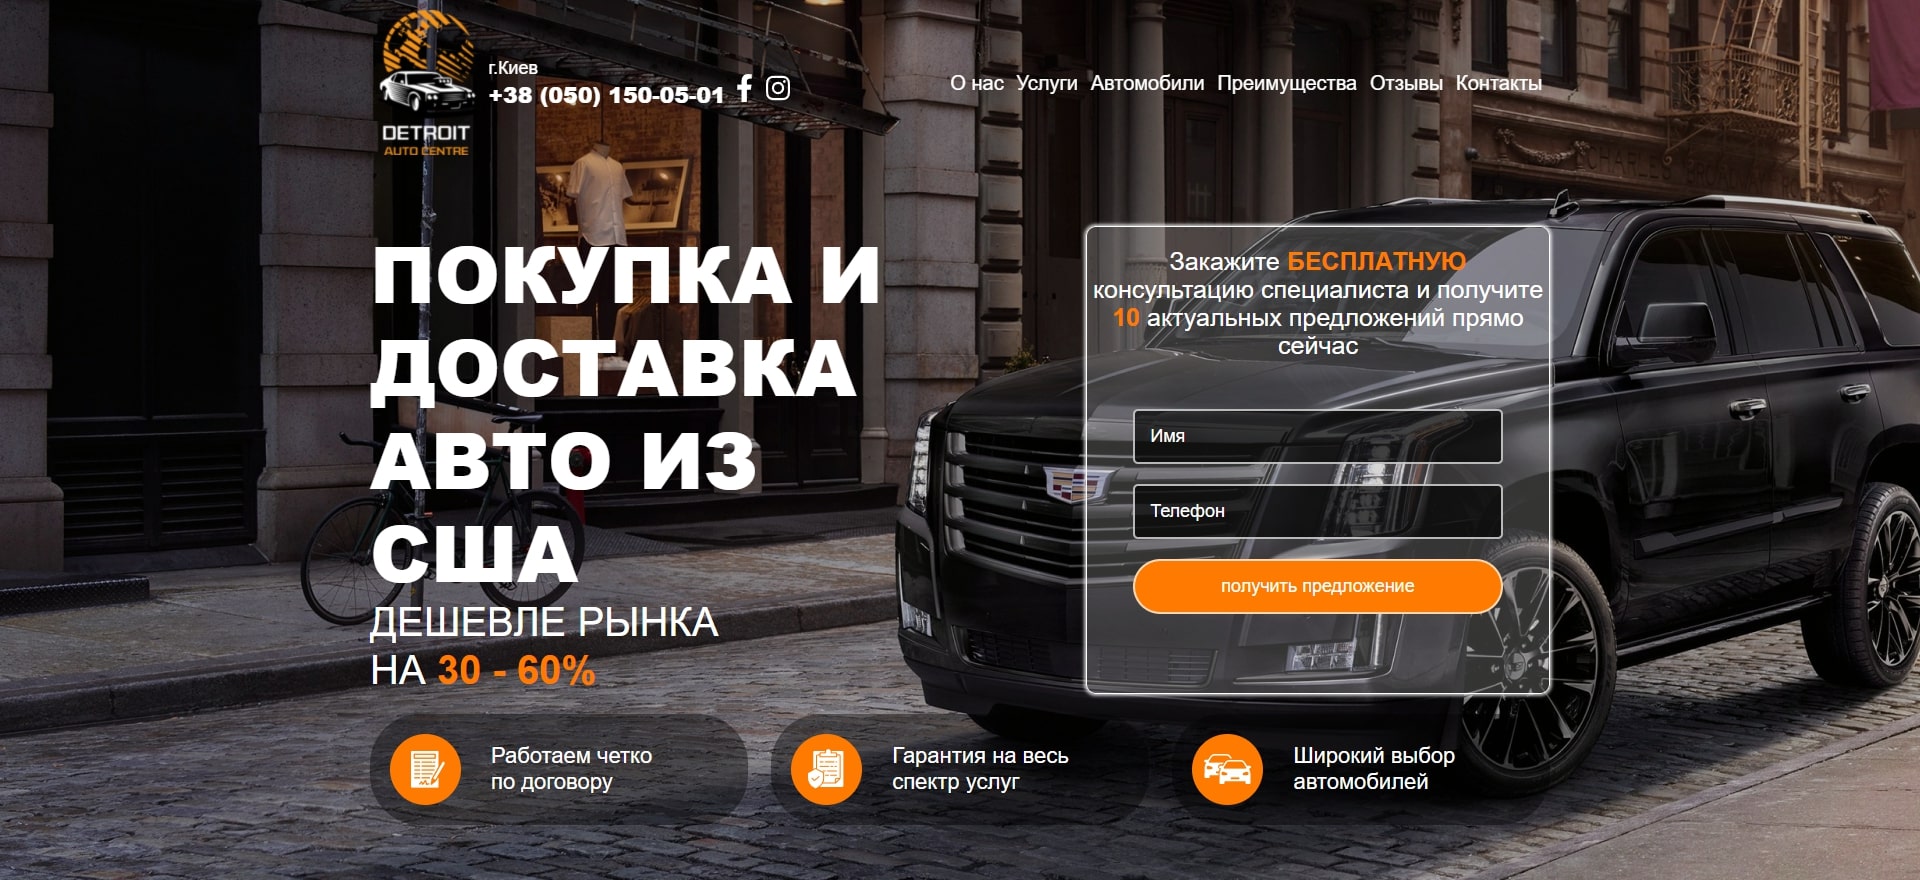 DETROIT
AUTO CENTRE
г.Киев
+38 (050) 150-05-01
О нас Услуги Автомобили Преимущества Отзывы Контакты
ПОКУПКА И
ДОСТАВКА
АВТО ИЗ
США
ДЕШЕВЛЕ РЫНКА
НА 30 - 60%
Закажите БЕСПЛАТНУЮ
консультацию специалиста и получите
10 актуальных предложений прямо
сейчас
Имя
Телефон
получить предложение
Работаем четко
по договору
Гарантия на весь
спектр услуг
Широкий выбор
автомобилей